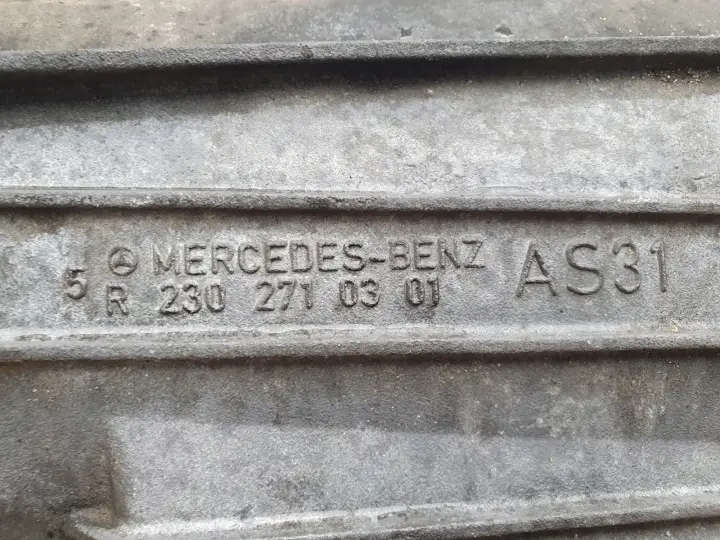 5 MERCEDES-BENZ AS31
R 230 271 03 01